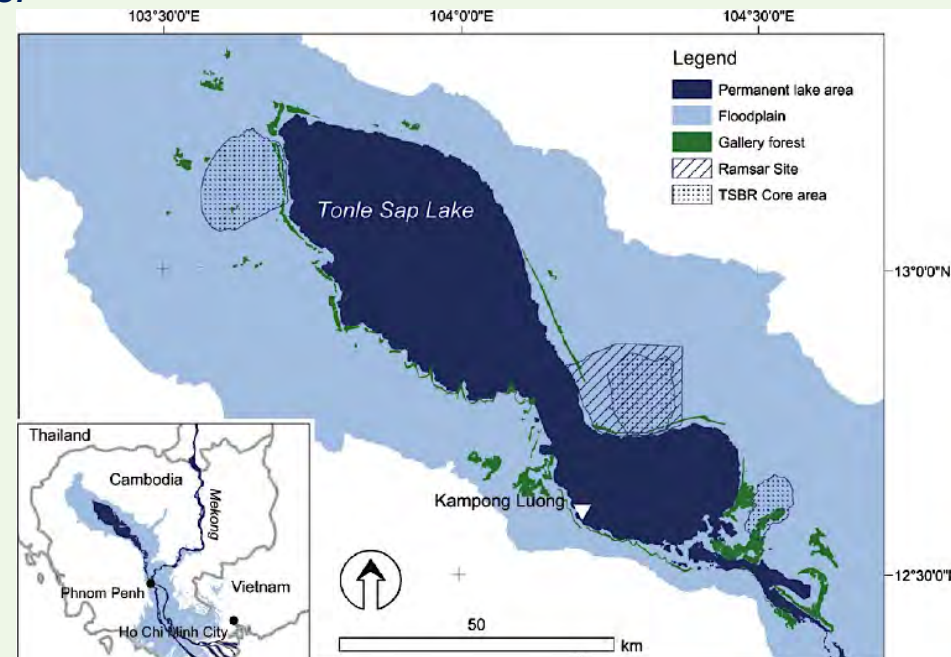 103°30'0"E
104°0'0"E
104°30'0"E
Legend
Permanent lake area
Floodplain
Gallery forest
Ramsar Site
TSBR Core area
Tonle Sap Lake
13°0'0"N
Kampong Luong
12°30'0"
50
km
Thailand
Cambodia
Mekong
Phnom Penh
Vietnam
Ho Chi Minh City